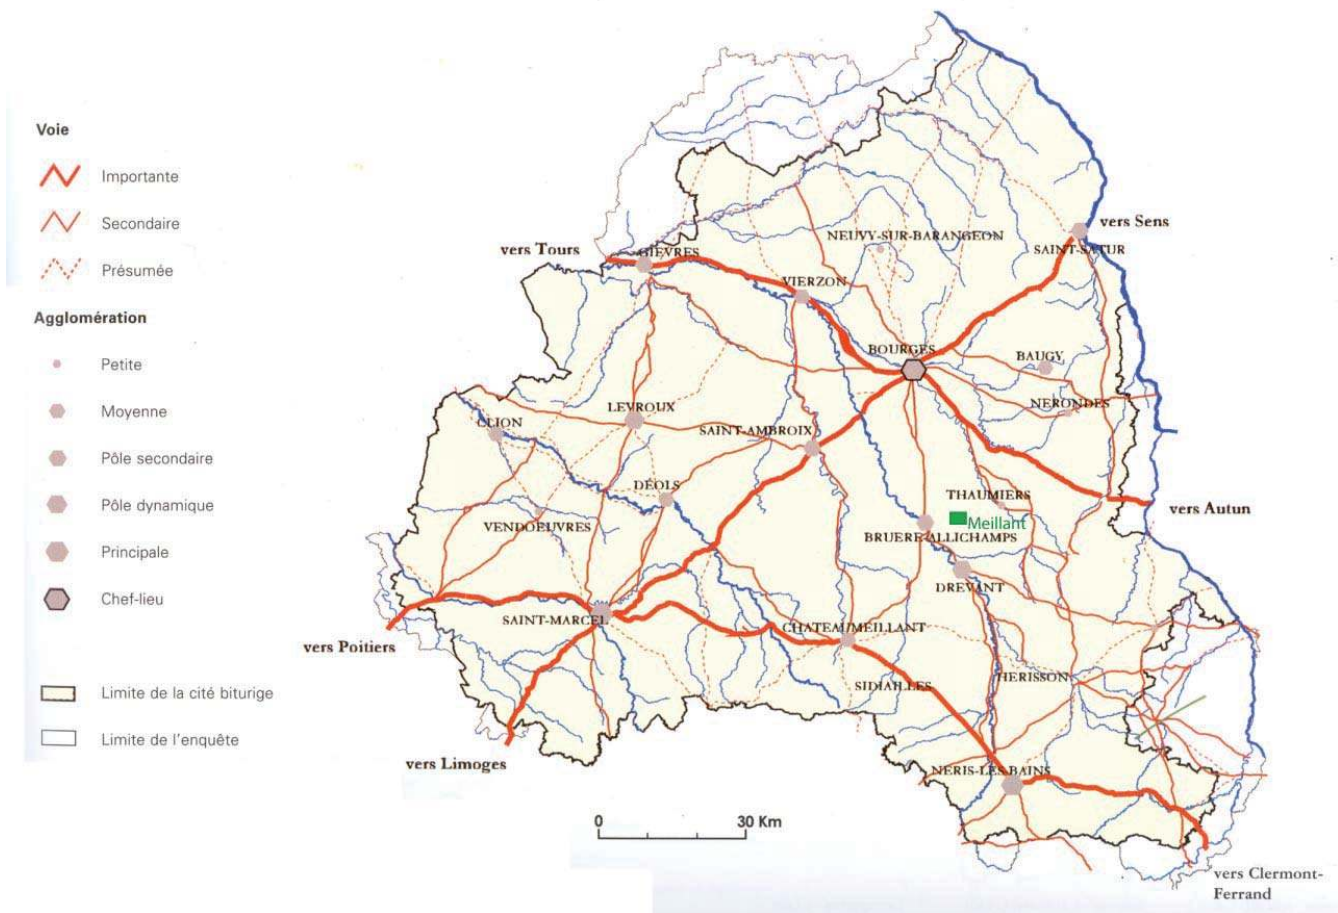 Voie
Importante
Secondaire
Présumée
Agglomération
Petite
Moyenne
Pôle secondaire
Pôle dynamique
Principale
Chef-lieu
Limite de la cité biturige
Limite de l'enquête
vers Sens
NEUVY-SUR-BARANGEON
SAINT-SATUR
vers Tours
GIÈVRES
VIERZON
BOURGES
BAUGY
NERONDES
LEVROUX
CLION
SAINT-AMBROIX
DÉOLS
THAUMIERS
vers Autun
VENDOEUVRES
Meillant
BRUERE-ALLICHAMPS
DREVANT
SAINT-MARCEL
CHATEAUMEILLANT
vers Poitiers
HERISSON
SIDIAILLES
vers Limoges
NERIS-LES BAINS
0 30 Km
vers Clermont-
Ferrand